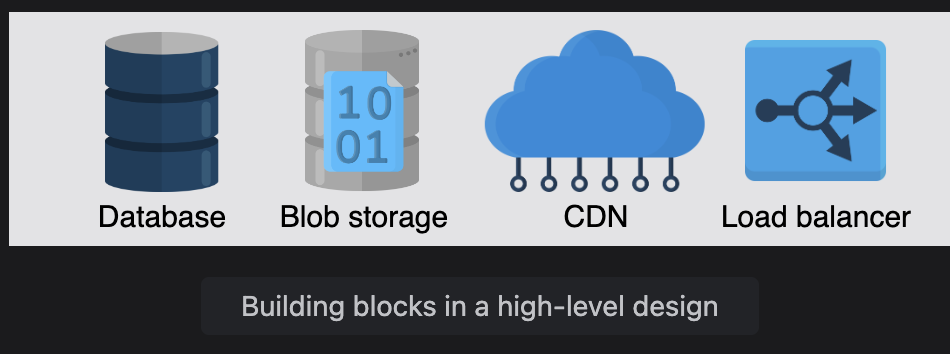 10
01
Database Blob storage CDN Load balancer
Building blocks in a high-level design